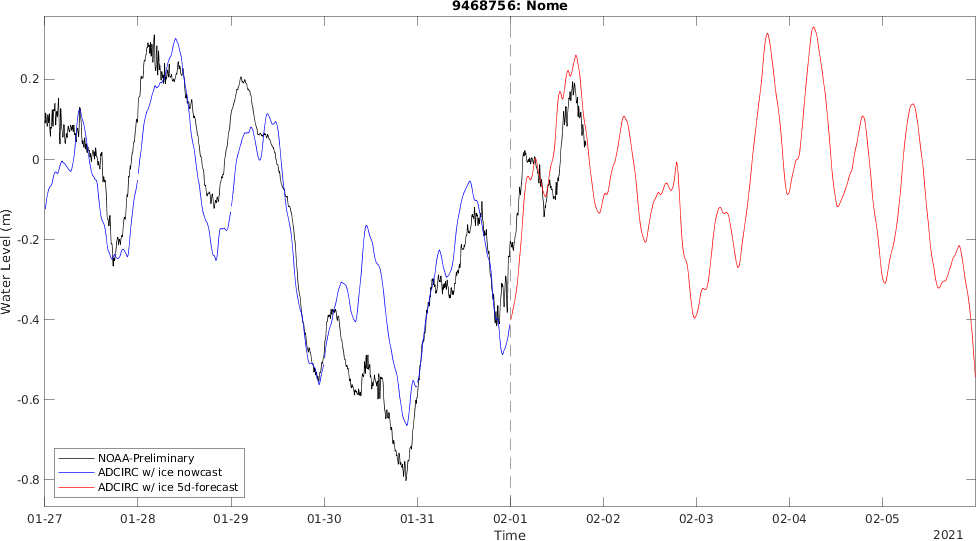 9468756: Nome
Water Level (m)
0.2
0
-0.2
-0.4
-0.6
-0.8
NOAA-Preliminary
ADCIRC w/ ice nowcast
ADCIRC w/ ice 5d-forecast
01-27 01-28 01-29 01-30 01-31 02-01 02-02 02-03 02-04 02-05
Time
2021